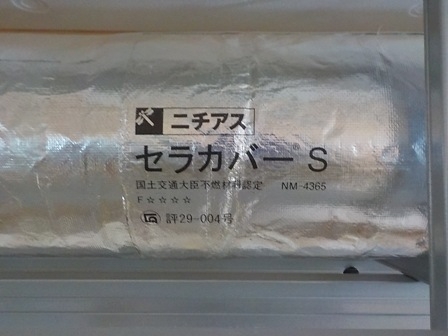 ニチアス
セラカバー® S
国土交通大臣不燃材料認定 NM-4365
F☆☆☆☆
評29-004号